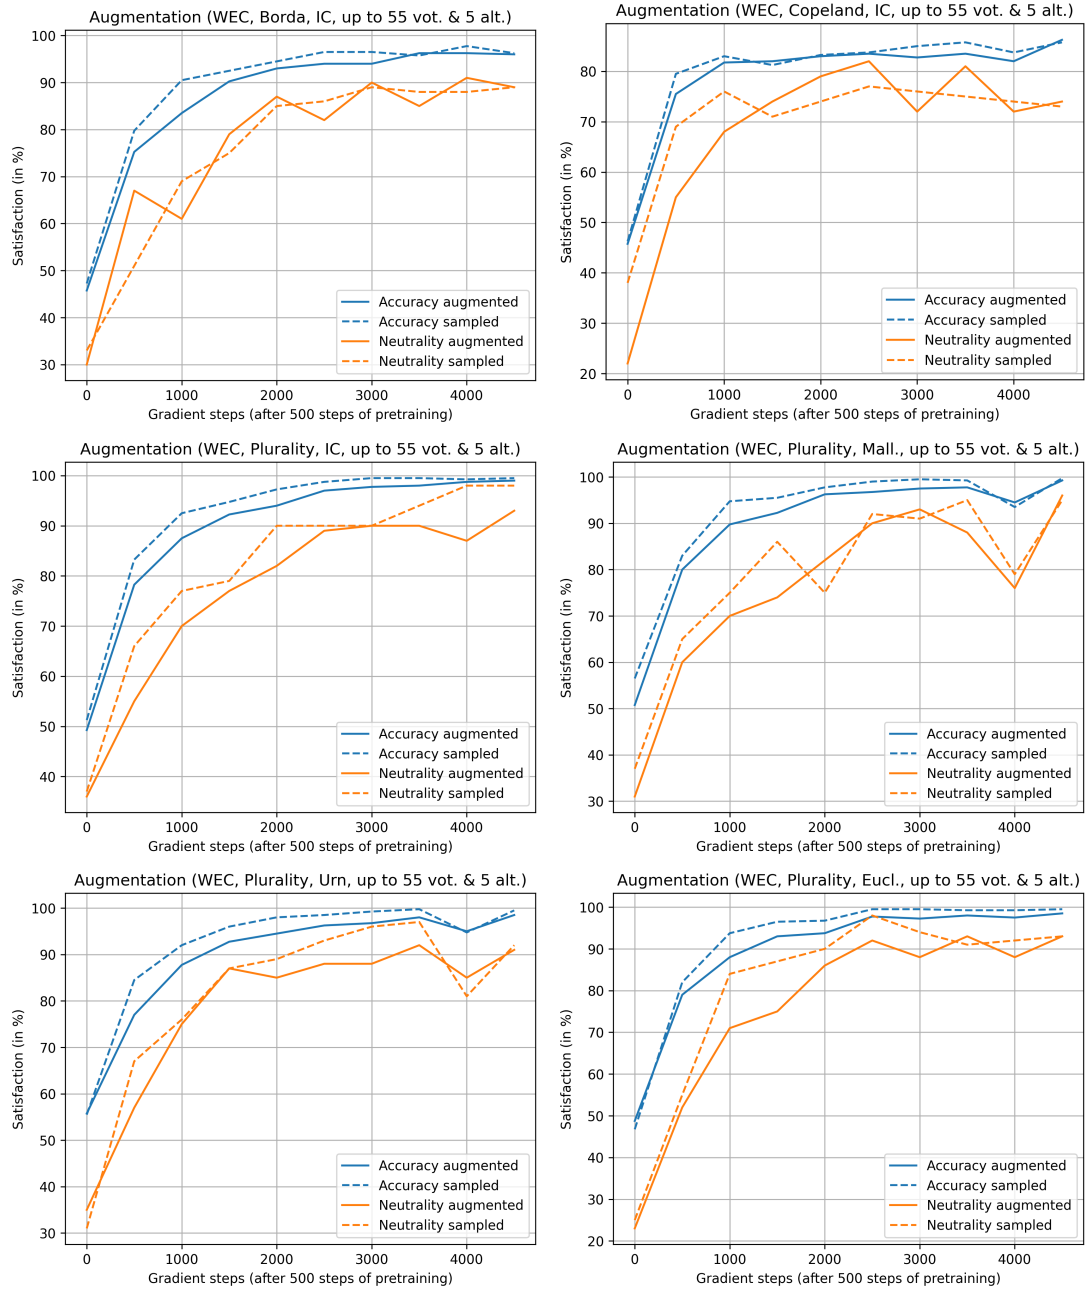 Augmentation (WEC, Borda, IC, up to 55 vot. & 5 alt.)
100
90
80
70
60
50
40
30
Satisfaction (in %)
Accuracy augmented
Accuracy sampled
Neutrality augmented
Neutrality sampled
0 1000 2000 3000 4000
Gradient steps (after 500 steps of pretraining)
Augmentation (WEC, Copeland, IC, up to 55 vot. & 5 alt.)
80
70
60
50
40
30
20
Satisfaction (in %)
Accuracy augmented
Accuracy sampled
Neutrality augmented
Neutrality sampled
0 1000 2000 3000 4000
Gradient steps (after 500 steps of pretraining)
Augmentation (WEC, Plurality, IC, up to 55 vot. & 5 alt.)
100
90
80
70
60
50
40
Satisfaction (in %)
Accuracy augmented
Accuracy sampled
Neutrality augmented
Neutrality sampled
0 1000 2000 3000 4000
Gradient steps (after 500 steps of pretraining)
Augmentation (WEC, Plurality, Mall., up to 55 vot. & 5 alt.)
100
90
80
70
60
50
40
30
Satisfaction (in %)
Accuracy augmented
Accuracy sampled
Neutrality augmented
Neutrality sampled
0 1000 2000 3000 4000
Gradient steps (after 500 steps of pretraining)
Augmentation (WEC, Plurality, Urn, up to 55 vot. & 5 alt.)
100
90
80
70
60
50
40
30
Satisfaction (in %)
Accuracy augmented
Accuracy sampled
Neutrality augmented
Neutrality sampled
0 1000 2000 3000 4000
Gradient steps (after 500 steps of pretraining)
Augmentation (WEC, Plurality, Eucl., up to 55 vot. & 5 alt.)
100
90
80
70
60
50
40
30
20
Satisfaction (in %)
Accuracy augmented
Accuracy sampled
Neutrality augmented
Neutrality sampled
0 1000 2000 3000 4000
Gradient steps (after 500 steps of pretraining)